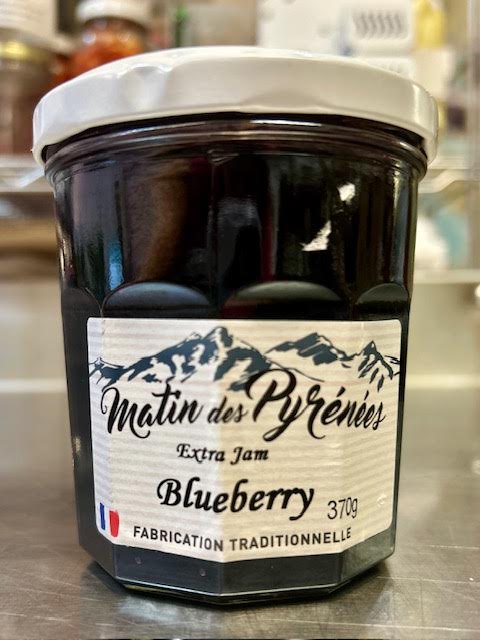 Matin des Pyrénées
Extra Jam
Blueberry 370g
FABRICATION TRADITIONNELLE